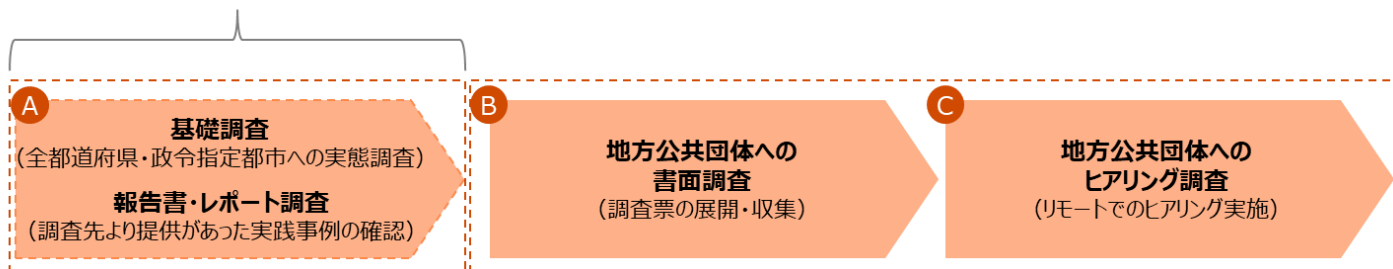 A
基礎調査
（全都道府県・政令指定都市への実態調査）
報告書・レポート調査
（調査先より提供があった実践事例の確認）
B
地方公共団体への
書面調査
（調査票の展開・収集）
C
地方公共団体への
ヒアリング調査
（リモートでのヒアリング実施）